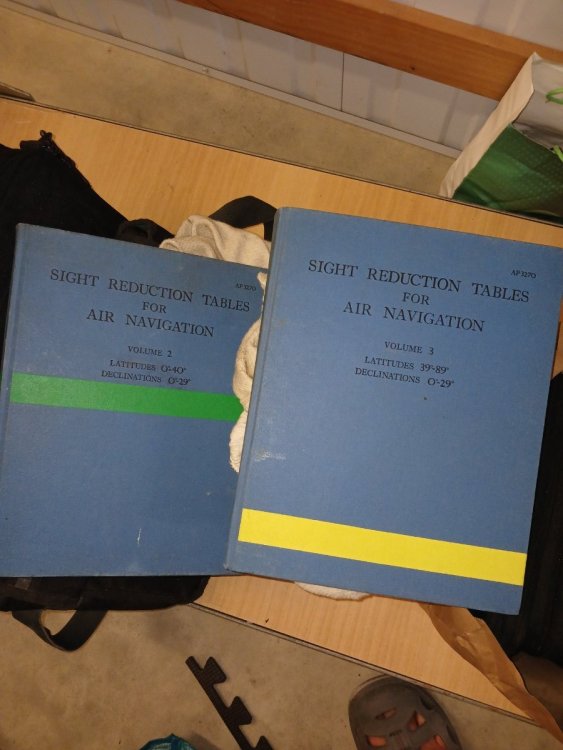 AP 3270
SIGHT REDUCTION TABLES
FOR
AIR NAVIGATION
VOLUME 2
LATITUDES 0°-40°
DECLINATIONS 0°-29°
AP 3270
SIGHT REDUCTION TABLES
FOR
AIR NAVIGATION
VOLUME 3
LATITUDES 39°-89°
DECLINATIONS 0°-29°